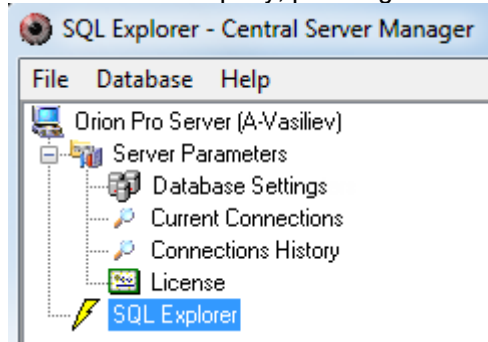 SQL Explorer - Central Server Manager
File Database Help
Orion Pro Server (A-Vasiliev)
Server Parameters
Database Settings
Current Connections
Connections History
License
SQL Explorer